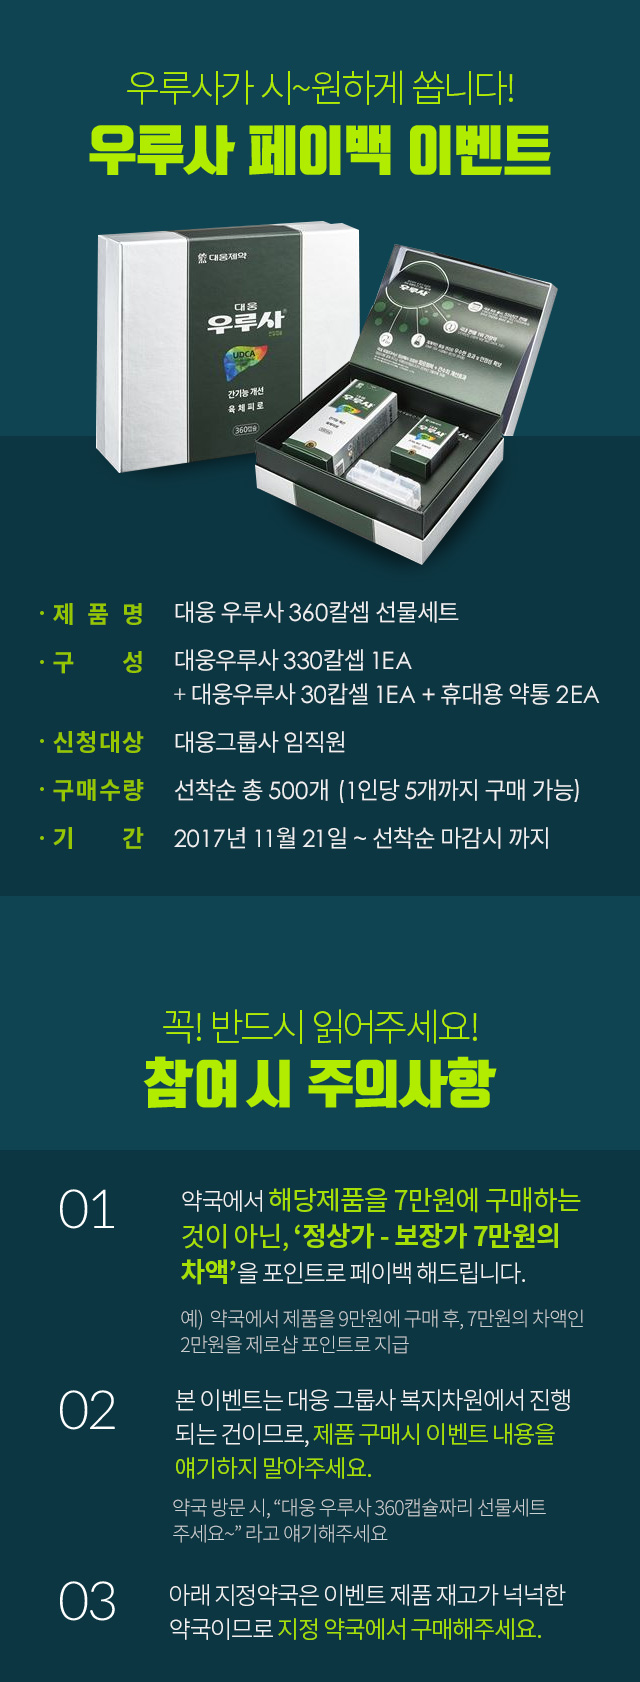 우루사가 시~원하게 쏩니다!
우루사 페이백 이벤트
대웅제약
대웅
우루사
UDCA
간기능 개선
육체피로
360캡슐
우루사
우루사
우루사
· 제 품 명 대웅 우루사 360칼셉 선물세트
· 구 성 대웅우루사 330칼셉 1EA
+ 대웅우루사 30캅셀 1EA + 휴대용 약통 2EA
· 신청대상 대웅그룹사 임직원
· 구매수량 선착순 총 500개 (1인당 5개까지 구매 가능)
· 기 간 2017년 11월 21일 ~ 선착순 마감시 까지
꼭! 반드시 읽어주세요!
참여 시 주의사항
01 약국에서 해당제품을 7만원에 구매하는
것이 아닌, ‘정상가 - 보장가 7만원의
차액’을 포인트로 페이백 해드립니다.
예) 약국에서 제품을 9만원에 구매 후, 7만원의 차액인
2만원을 제로샵 포인트로 지급
02 본 이벤트는 대웅 그룹사 복지차원에서 진행
되는 건이므로, 제품 구매시 이벤트 내용을
얘기하지 말아주세요.
약국 방문 시, “대웅 우루사 360캡슐짜리 선물세트
주세요~” 라고 얘기해주세요
03 아래 지정약국은 이벤트 제품 재고가 넉넉한
약국이므로 지정 약국에서 구매해주세요.